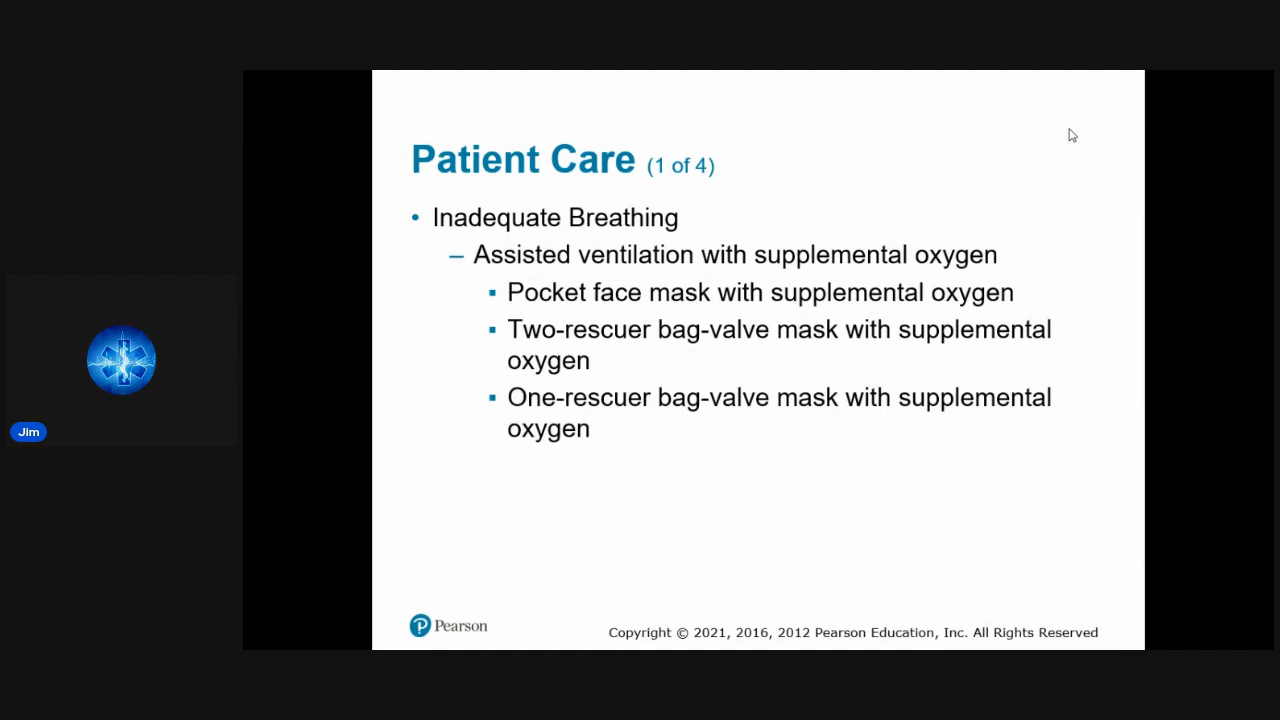 Patient Care (1 of 4)
• Inadequate Breathing
– Assisted ventilation with supplemental oxygen
▪ Pocket face mask with supplemental oxygen
▪ Two-rescuer bag-valve mask with supplemental
oxygen
▪ One-rescuer bag-valve mask with supplemental
oxygen
Jim
Pearson
Copyright © 2021, 2016, 2012 Pearson Education, Inc. All Rights Reserved